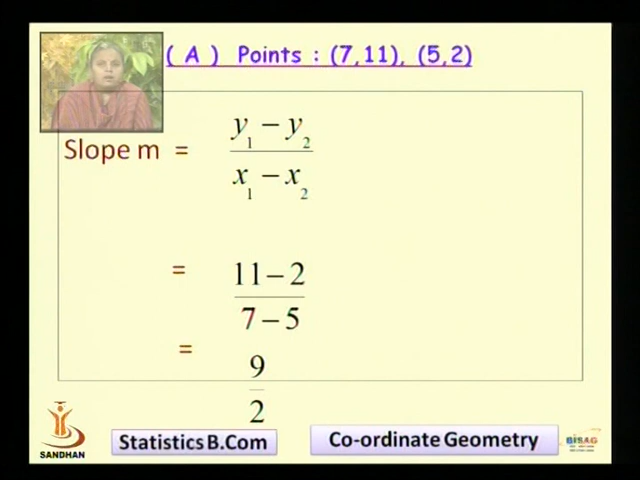 ( A ) Points : (7,11), (5,2)
Slope m = y₁ − y₂ / x₁ − x₂
= 11 − 2 / 7 − 5
= 9 / 2
SANDHAN
Statistics B.Com
Co-ordinate Geometry
BISAG